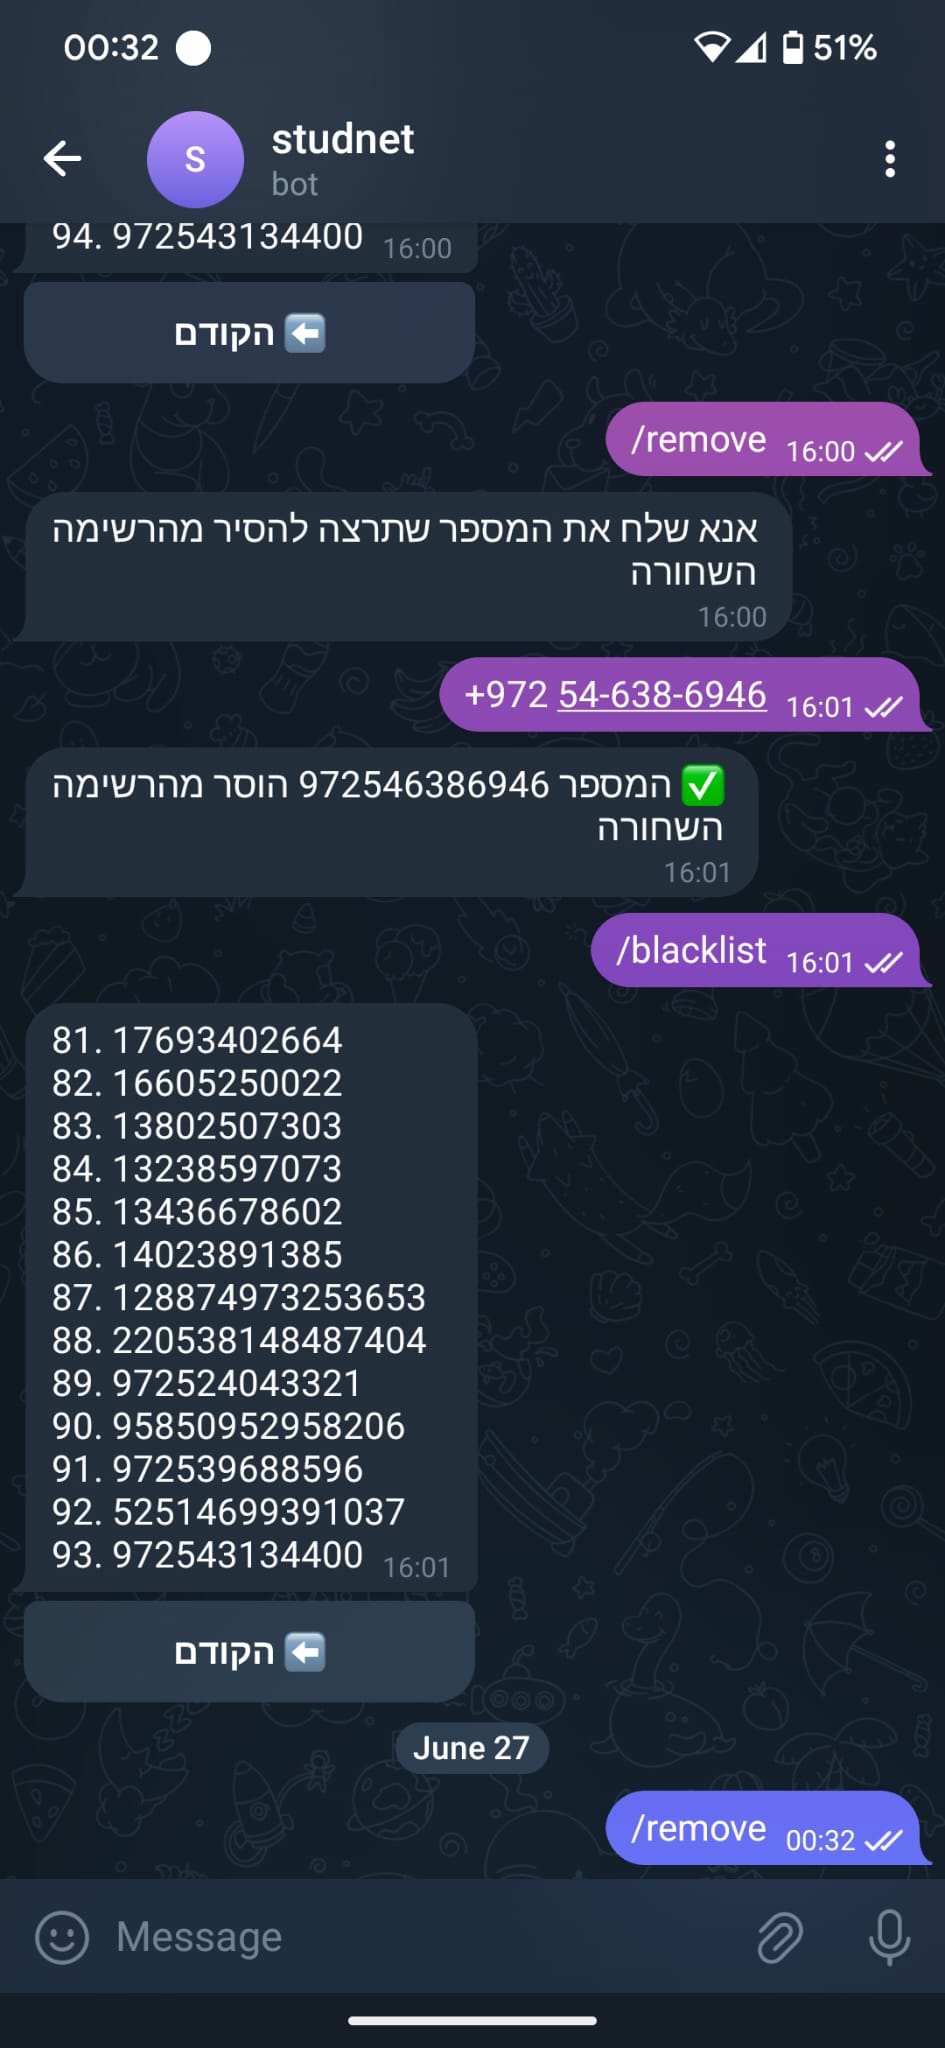 00:32 51%
S
studnet
bot
94. 972543134400 16:00
⬅️ הקודם
/remove 16:00
אנא שלח את המספר שתרצה להסיר מהרשימה
השחורה
16:00
+972 54-638-6946 16:01
✅ המספר 972546386946 הוסר מהרשימה
השחורה
16:01
/blacklist 16:01
81. 17693402664
82. 16605250022
83. 13802507303
84. 13238597073
85. 13436678602
86. 14023891385
87. 128874973253653
88. 220538148487404
89. 972524043321
90. 95850952958206
91. 972539688596
92. 52514699391037
93. 972543134400 16:01
⬅️ הקודם
June 27
/remove 00:32
Message